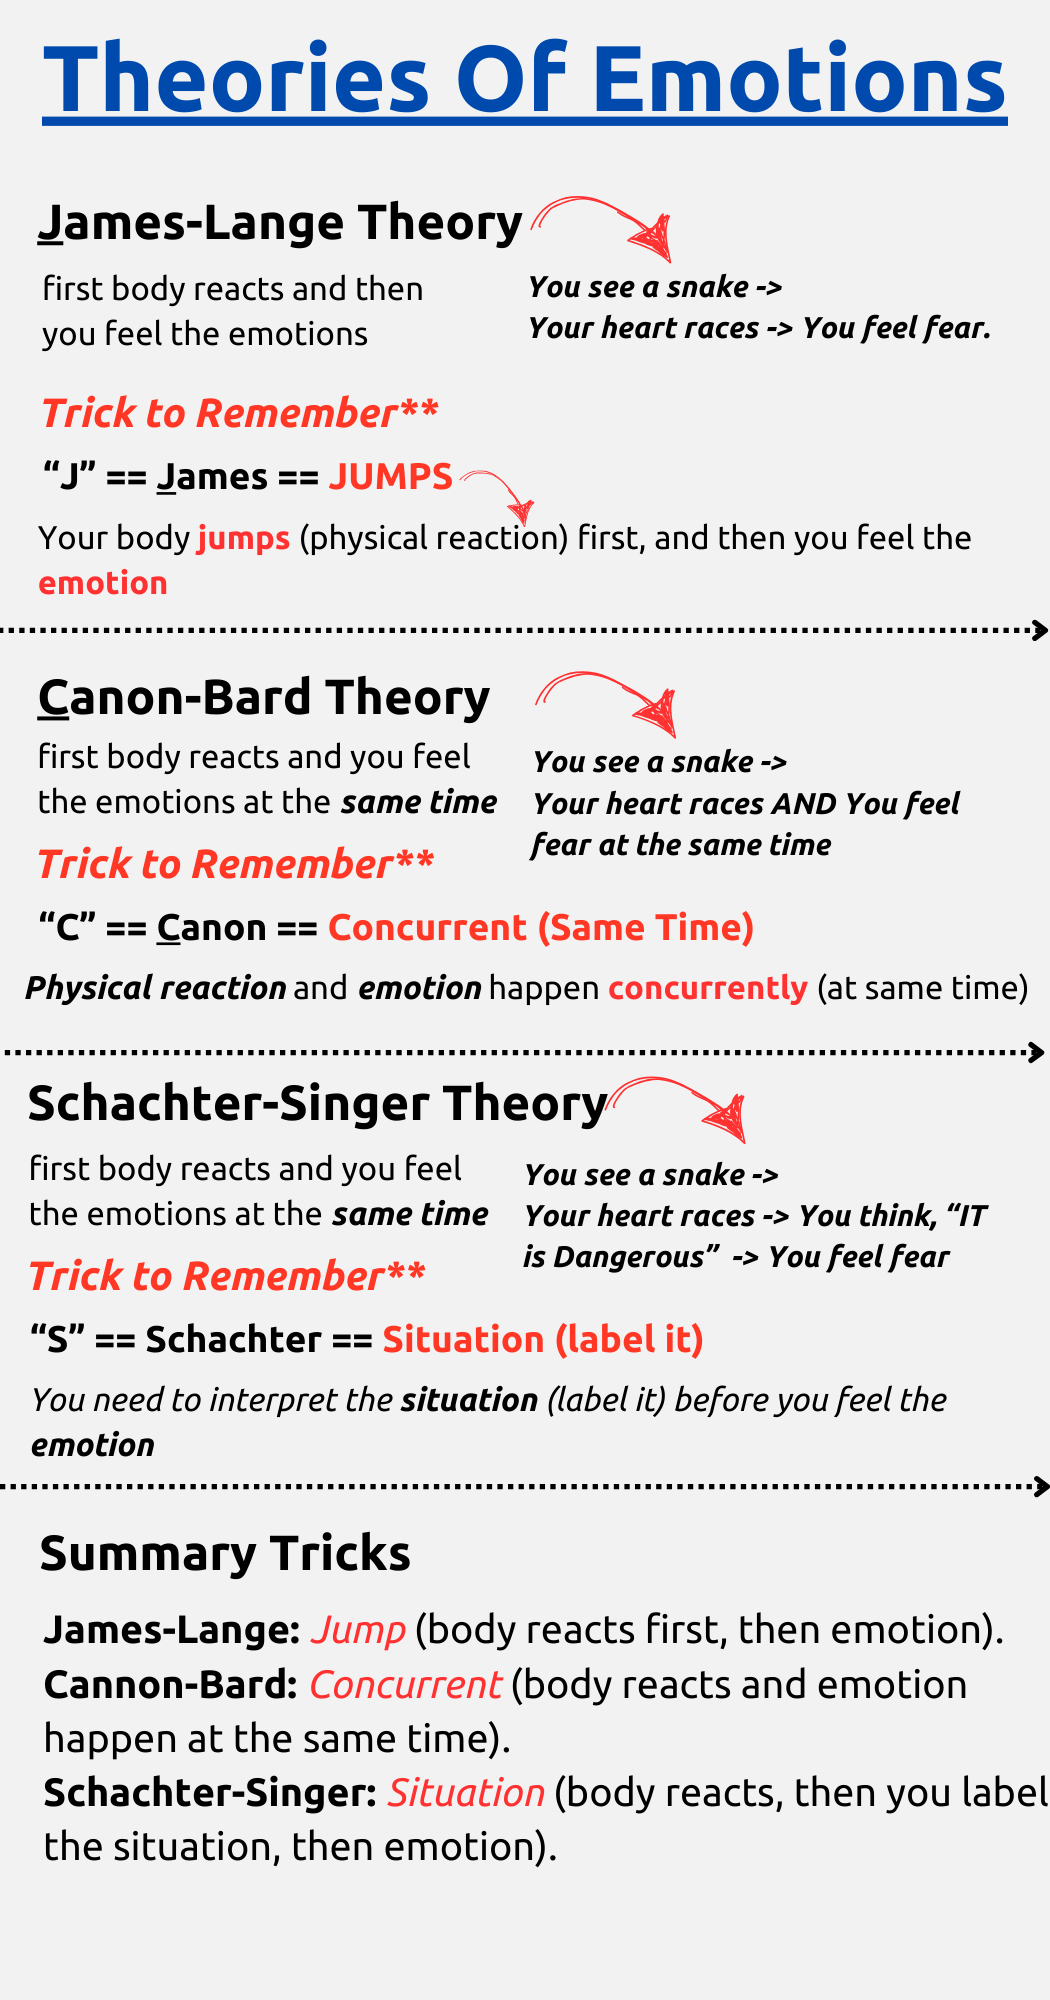 Theories Of Emotions
James-Lange Theory
first body reacts and then
you feel the emotions
You see a snake ->
Your heart races -> You feel fear.
Trick to Remember**
“J” == James == JUMPS
Your body jumps (physical reaction) first, and then you feel the
emotion
Canon-Bard Theory
first body reacts and you feel
the emotions at the same time
You see a snake ->
Your heart races AND You feel
fear at the same time
Trick to Remember**
“C” == Canon == Concurrent (Same Time)
Physical reaction and emotion happen concurrently (at same time)
Schachter-Singer Theory
first body reacts and you feel
the emotions at the same time
You see a snake ->
Your heart races -> You think, “IT
is Dangerous” -> You feel fear
Trick to Remember**
“S” == Schachter == Situation (label it)
You need to interpret the situation (label it) before you feel the
emotion
Summary Tricks
James-Lange: Jump (body reacts first, then emotion).
Cannon-Bard: Concurrent (body reacts and emotion
happen at the same time).
Schachter-Singer: Situation (body reacts, then you label
the situation, then emotion).